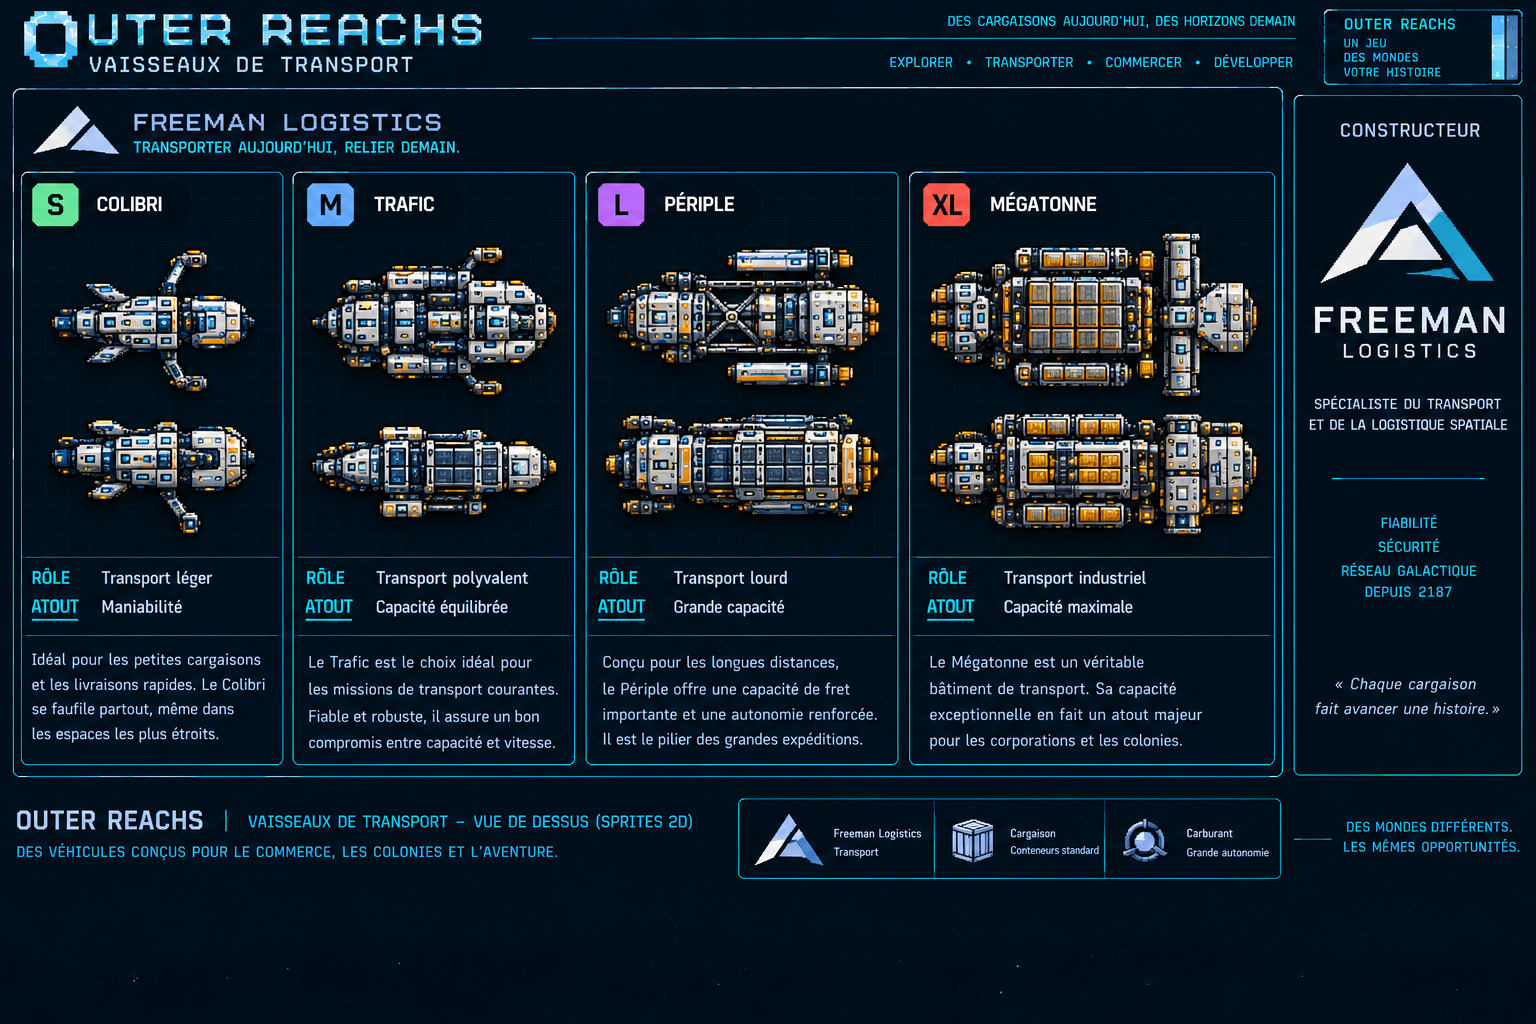 OUTER REACHS
VAISSEAUX DE TRANSPORT
DES CARGAISONS AUJOURD'HUI, DES HORIZONS DEMAIN
EXPLORER • TRANSPORTER • COMMERCER • DÉVELOPPER
OUTER REACHS
UN JEU
DES MONDES
VOTRE HISTOIRE
FREEMAN LOGISTICS
TRANSPORTER AUJOURD'HUI, RELIER DEMAIN.
S COLIBRI
RÔLE Transport léger
ATOUT Maniabilité
Idéal pour les petites cargaisons
et les livraisons rapides. Le Colibri
se faufile partout, même dans
les espaces les plus étroits.
M TRAFIC
RÔLE Transport polyvalent
ATOUT Capacité équilibrée
Le Trafic est le choix idéal pour
les missions de transport courantes.
Fiable et robuste, il assure un bon
compromis entre capacité et vitesse.
L PÉRIPLE
RÔLE Transport lourd
ATOUT Grande capacité
Conçu pour les longues distances,
le Périple offre une capacité de fret
importante et une autonomie renforcée.
Il est le pilier des grandes expéditions.
XL MÉGATONNE
RÔLE Transport industriel
ATOUT Capacité maximale
Le Mégatonne est un véritable
bâtiment de transport. Sa capacité
exceptionnelle en fait un atout majeur
pour les corporations et les colonies.
CONSTRUCTEUR
FREEMAN
LOGISTICS
SPÉCIALISTE DU TRANSPORT
ET DE LA LOGISTIQUE SPATIALE
FIABILITÉ
SÉCURITÉ
RÉSEAU GALACTIQUE
DEPUIS 2187
« Chaque cargaison
fait avancer une histoire. »
OUTER REACHS | VAISSEAUX DE TRANSPORT – VUE DE DESSUS (SPRITES 2D)
DES VÉHICULES CONÇUS POUR LE COMMERCE, LES COLONIES ET L'AVENTURE.
Freeman Logistics
Transport
Cargaison
Conteneurs standard
Carburant
Grande autonomie
DES MONDES DIFFÉRENTS.
LES MÊMES OPPORTUNITÉS.